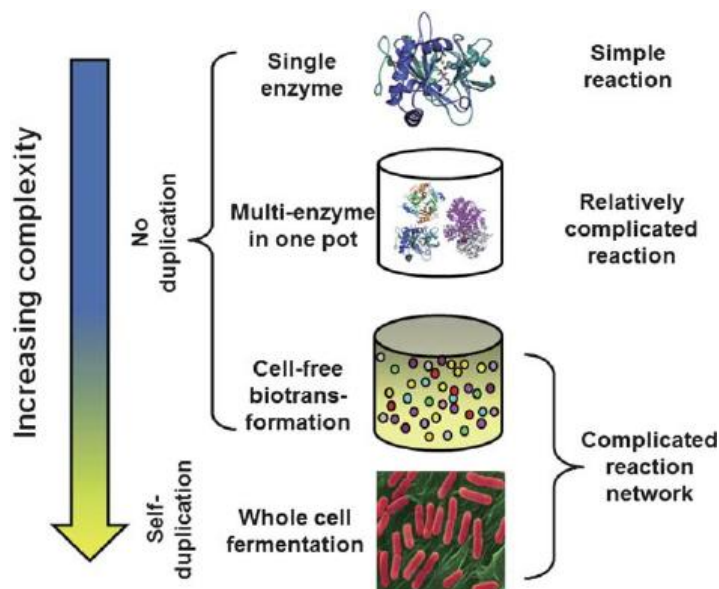 Increasing complexity
No
duplication
Self-
duplication
Single
enzyme
Simple
reaction
Multi-enzyme
in one pot
Relatively
complicated
reaction
Cell-free
biotrans-
formation
Whole cell
fermentation
Complicated
reaction
network